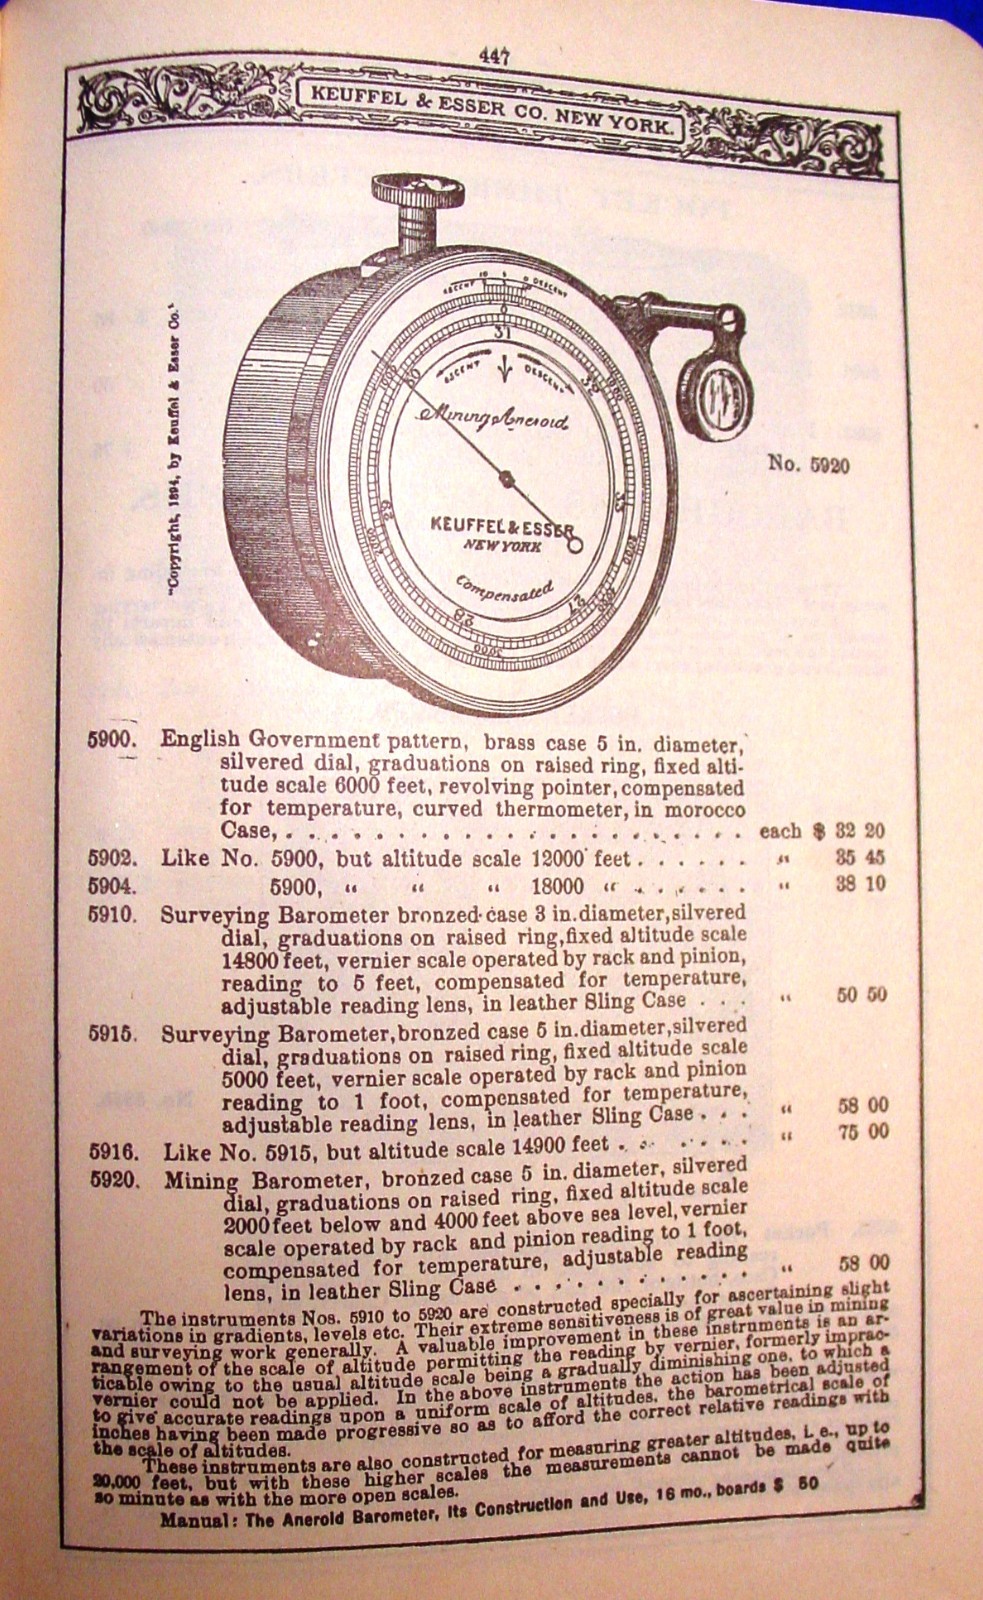 447
KEUFFEL & ESSER CO. NEW YORK.
"Copyright, 1894, by Keuffel & Esser Co."
ASCENT 10 5 0 DESCENT
0
31
ASCENT DESCENT
Mining Aneroid
KEUFFEL & ESSER
NEW YORK
Compensated
29
28
27
No. 5920
5900. English Government pattern, brass case 5 in. diameter,
silvered dial, graduations on raised ring, fixed alti-
tude scale 6000 feet, revolving pointer, compensated
for temperature, curved thermometer, in morocco
Case, . . . . . . . . . . . . . . . . . . . . . . each $ 32 20
5902. Like No. 5900, but altitude scale 12000 feet . . . . . . " 35 45
5904. 5900, " " " 18000 " . . . . . . " 38 10
5910. Surveying Barometer bronzed case 3 in. diameter, silvered
dial, graduations on raised ring, fixed altitude scale
14800 feet, vernier scale operated by rack and pinion,
reading to 5 feet, compensated for temperature,
adjustable reading lens, in leather Sling Case . . . " 50 50
5915. Surveying Barometer, bronzed case 5 in. diameter, silvered
dial, graduations on raised ring, fixed altitude scale
5000 feet, vernier scale operated by rack and pinion
reading to 1 foot, compensated for temperature,
adjustable reading lens, in leather Sling Case . . . " 58 00
5916. Like No. 5915, but altitude scale 14900 feet . . . . . . " 75 00
5920. Mining Barometer, bronzed case 5 in. diameter, silvered
dial, graduations on raised ring, fixed altitude scale
2000 feet below and 4000 feet above sea level, vernier
scale operated by rack and pinion reading to 1 foot,
compensated for temperature, adjustable reading
lens, in leather Sling Case . . . . . . . . . . . " 58 00
The instruments Nos. 5910 to 5920 are constructed specially for ascertaining slight
variations in gradients, levels etc. Their extreme sensitiveness is of great value in mining
and surveying work generally. A valuable improvement in these instruments is an ar-
rangement of the scale of altitude permitting the reading by vernier, formerly imprac-
ticable owing to the usual altitude scale being a gradually diminishing one, to which a
vernier could not be applied. In the above instruments the action has been adjusted
to give accurate readings upon a uniform scale of altitudes, the barometrical scale of
inches having been made progressive so as to afford the correct relative readings with
the scale of altitudes.
These instruments are also constructed for measuring greater altitudes, i. e., up to
20,000 feet, but with these higher scales the measurements cannot be made quite
so minute as with the more open scales.
Manual: The Aneroid Barometer, Its Construction and Use, 16 mo., boards $ 50